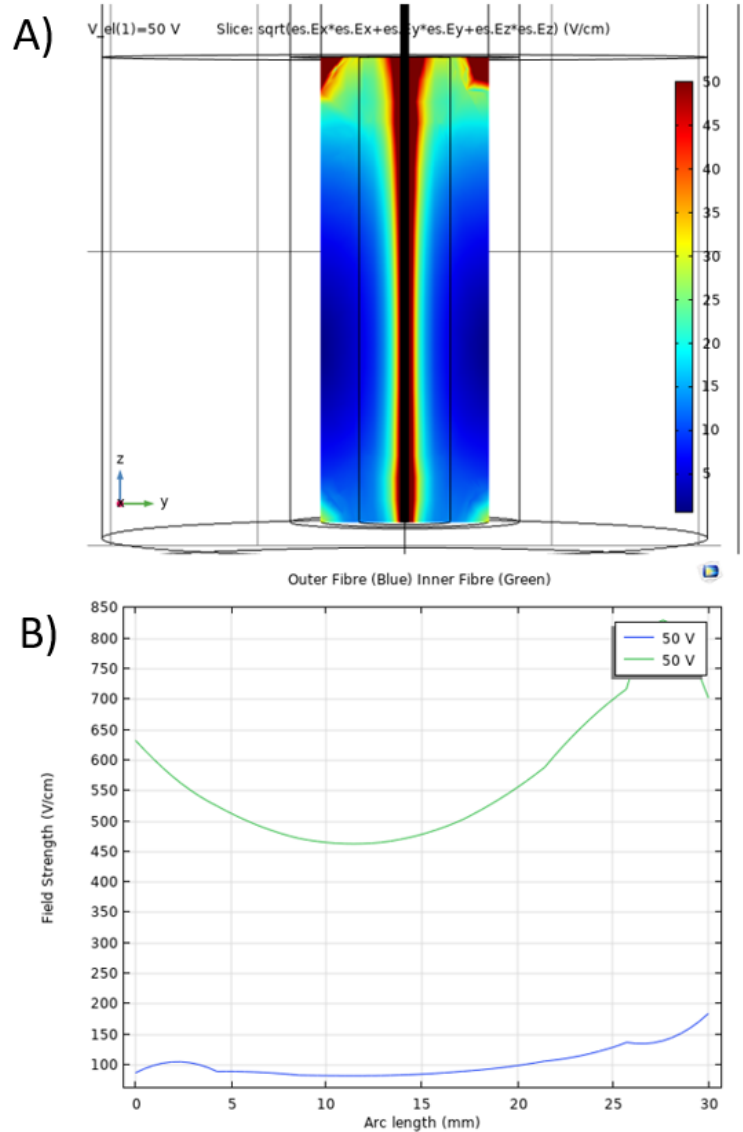 A)
V_el(1)=50 V Slice: sqrt(es.Ex*es.Ex+es.Ey*es.Ey+es.Ez*es.Ez) (V/cm)
50
45
40
35
30
25
20
15
10
5
z
x
y
Outer Fibre (Blue) Inner Fibre (Green)
B)
850
800
750
700
650
600
550
500
450
400
350
300
250
200
150
100
Field Strength (V/cm)
50 V
50 V
0 5 10 15 20 25 30
Arc length (mm)